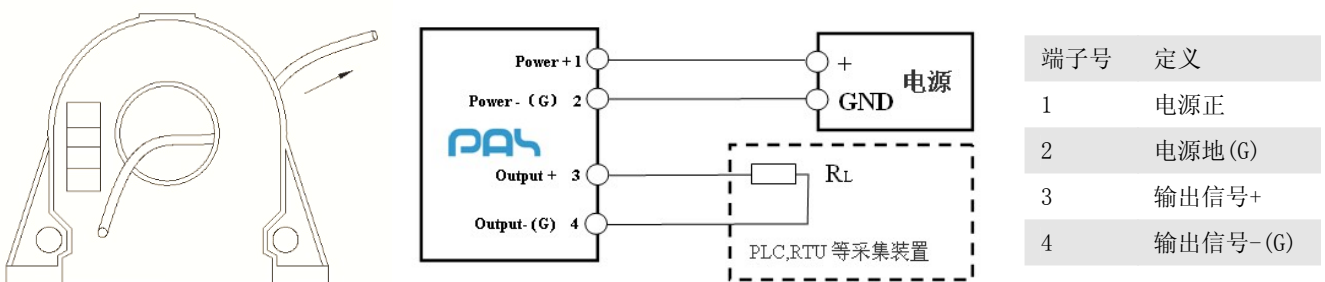 Power + 1
Power - (G) 2
PAS
Output + 3
Output- (G) 4
+
GND
电源
RL
PLC,RTU 等采集装置
端子号 定义
1 电源正
2 电源地(G)
3 输出信号+
4 输出信号-(G)